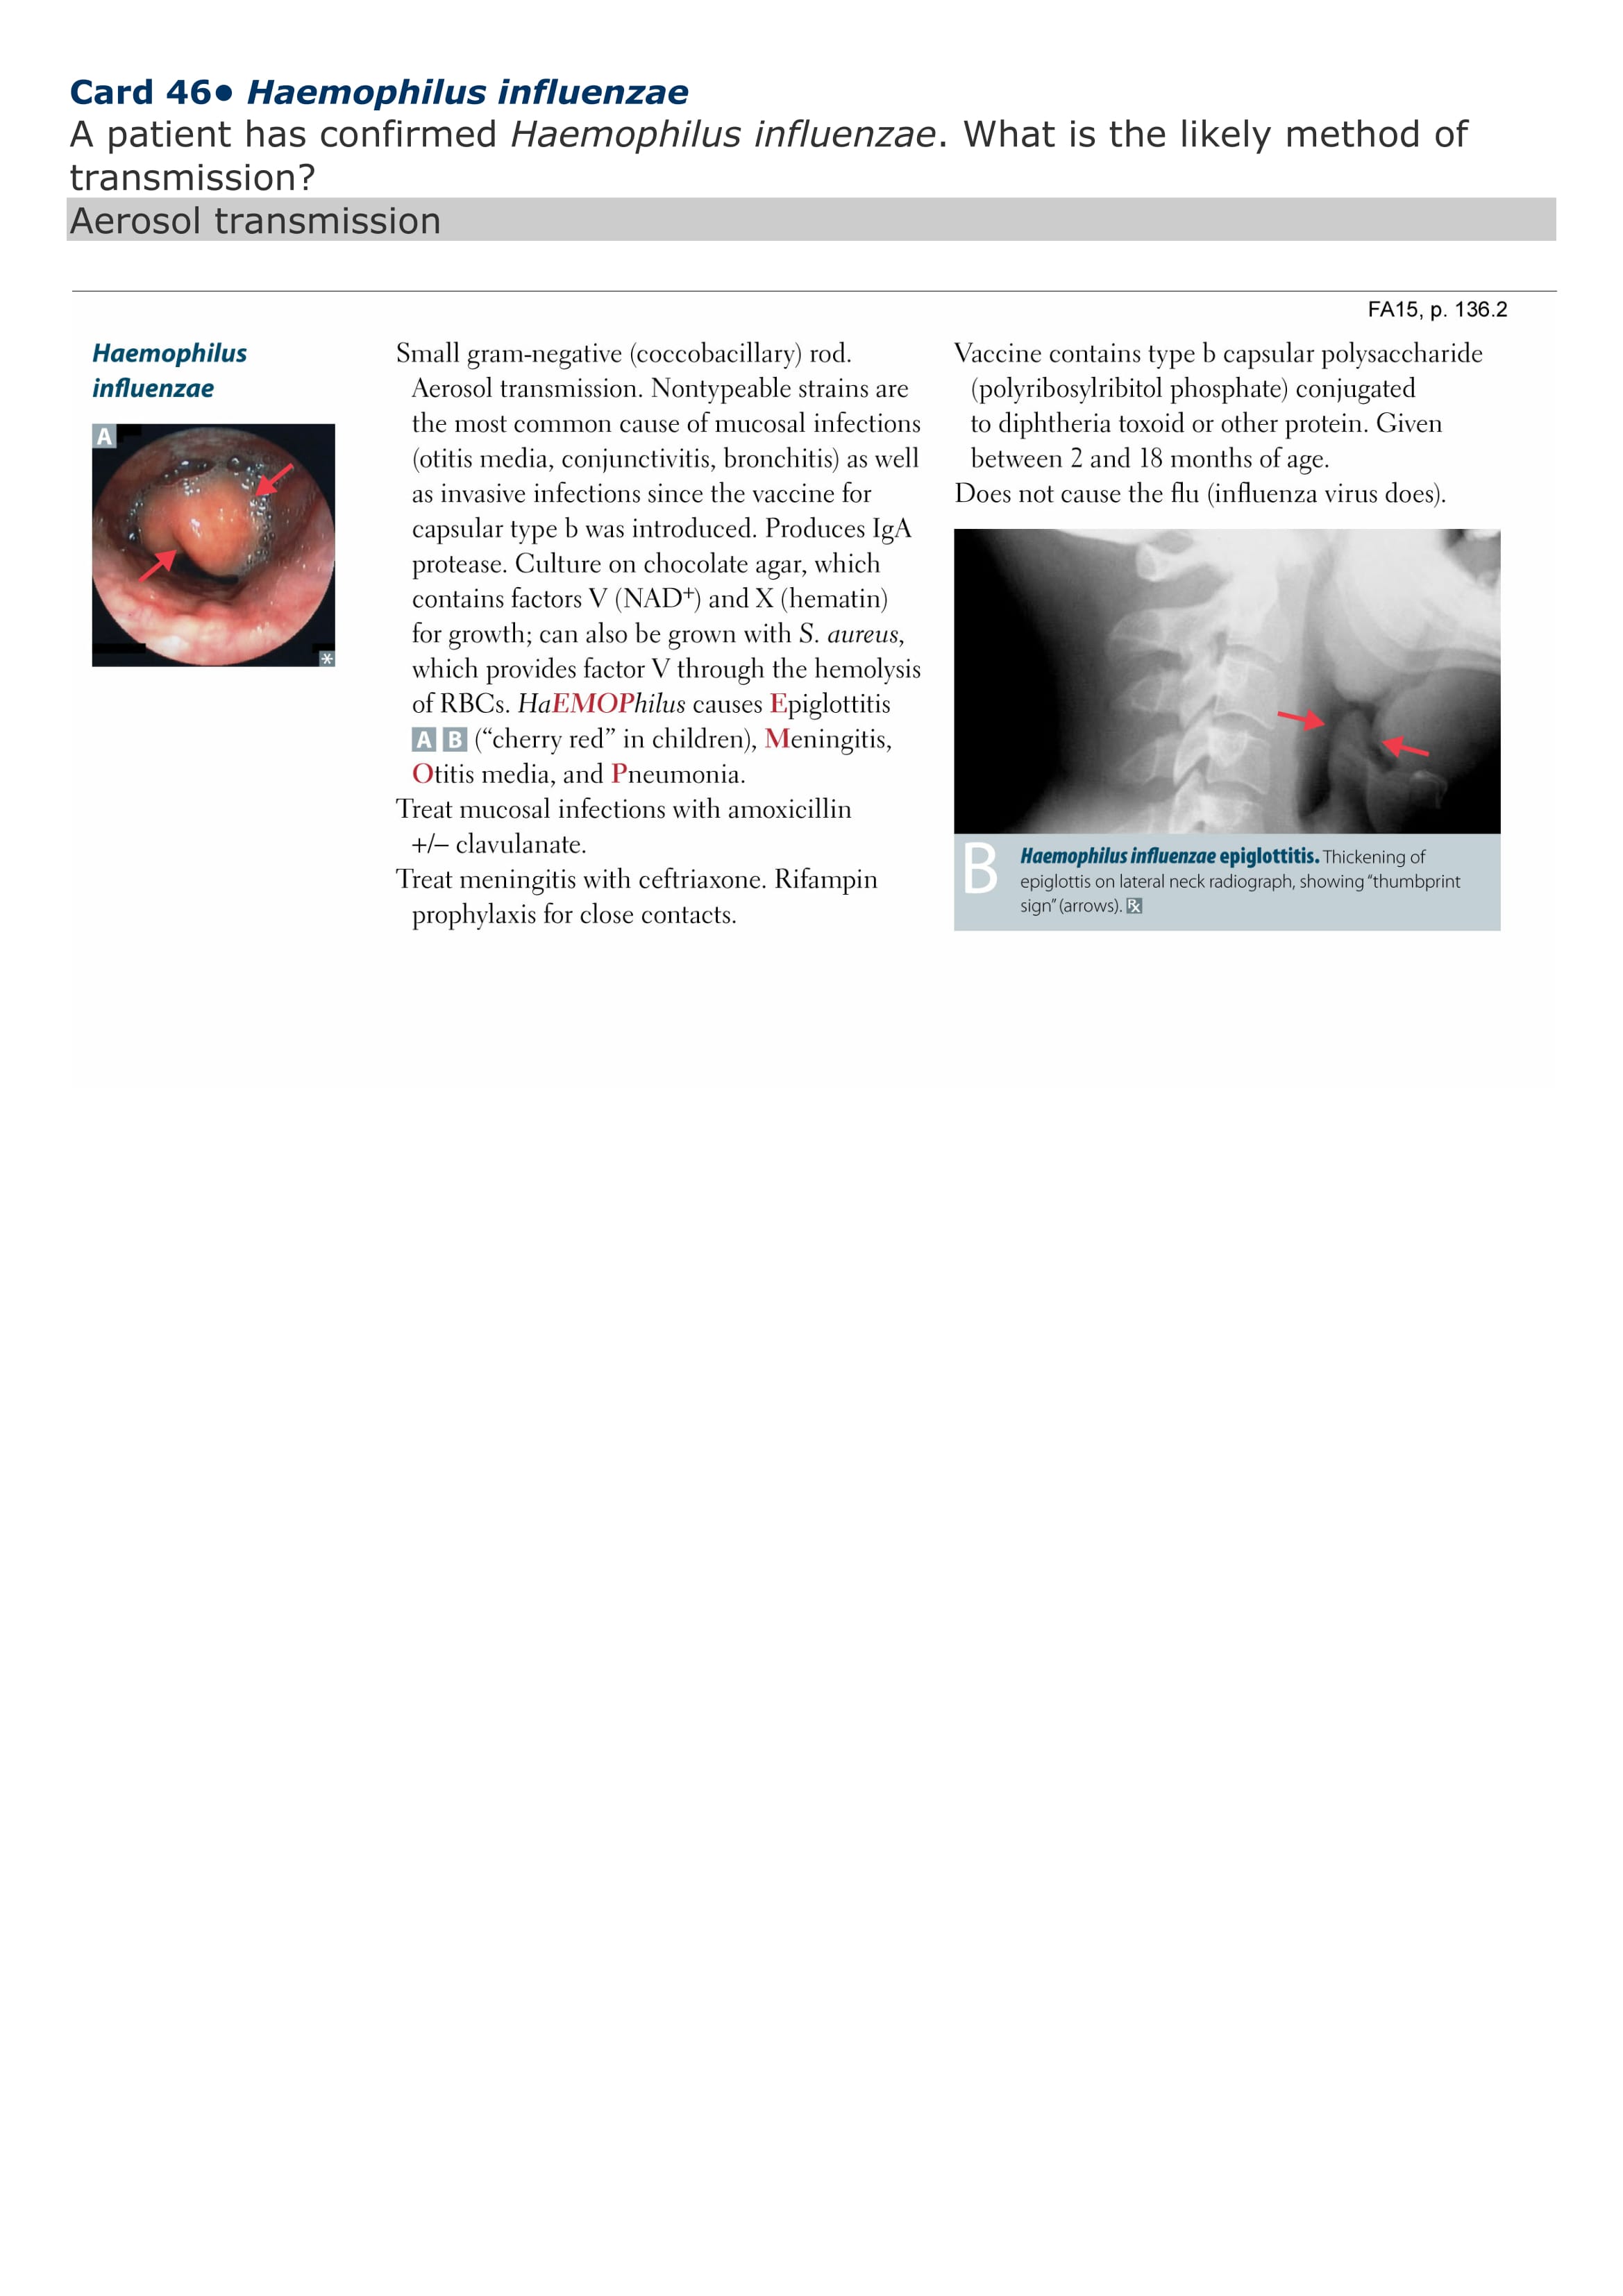 Card 46● Haemophilus influenzae
A patient has confirmed Haemophilus influenzae. What is the likely method of
transmission?
Aerosol transmission
FA15, p. 136.2
Haemophilus
influenzae
A
*
Small gram-negative (coccobacillary) rod.
Aerosol transmission. Nontypeable strains are
the most common cause of mucosal infections
(otitis media, conjunctivitis, bronchitis) as well
as invasive infections since the vaccine for
capsular type b was introduced. Produces IgA
protease. Culture on chocolate agar, which
contains factors V (NAD⁺) and X (hematin)
for growth; can also be grown with S. aureus,
which provides factor V through the hemolysis
of RBCs. HaEMOPhilus causes Epiglottitis
A B (“cherry red” in children), Meningitis,
Otitis media, and Pneumonia.
Treat mucosal infections with amoxicillin
+/– clavulanate.
Treat meningitis with ceftriaxone. Rifampin
prophylaxis for close contacts.
Vaccine contains type b capsular polysaccharide
(polyribosylribitol phosphate) conjugated
to diphtheria toxoid or other protein. Given
between 2 and 18 months of age.
Does not cause the flu (influenza virus does).
B
Haemophilus influenzae epiglottitis. Thickening of
epiglottis on lateral neck radiograph, showing “thumbprint
sign” (arrows). Rx